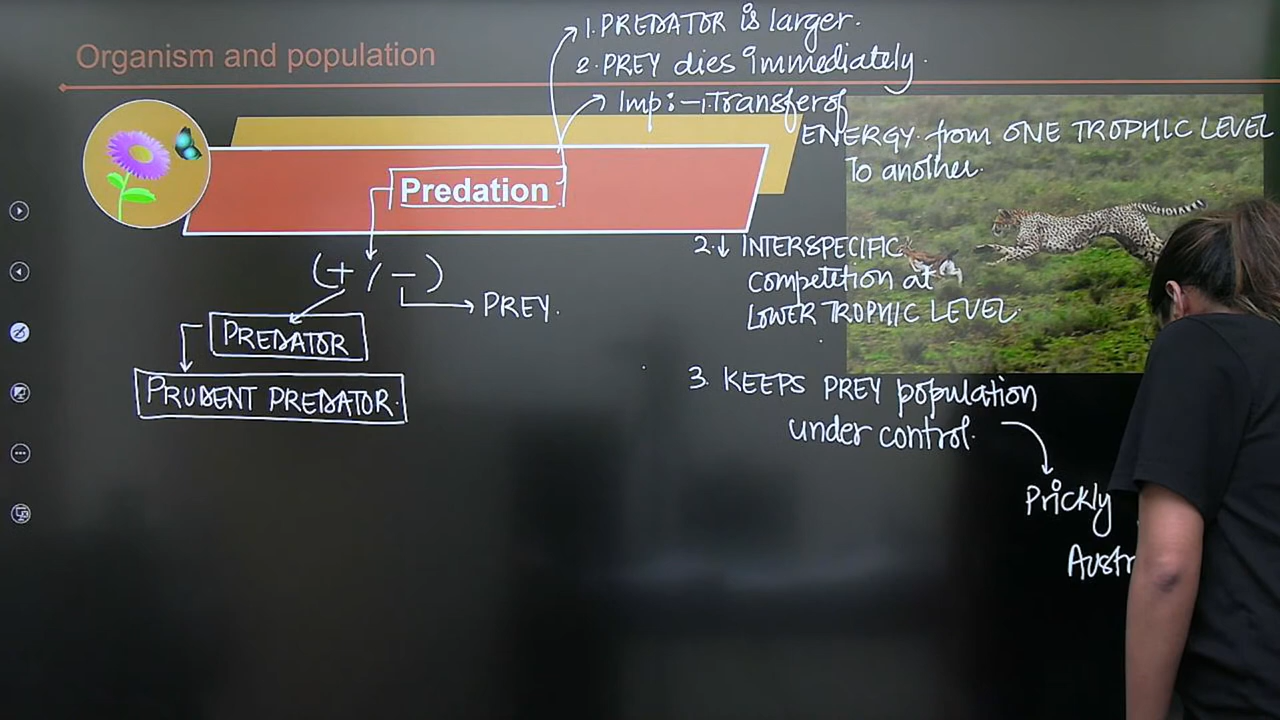 Organism and population
1. PREDATOR is larger.
2. PREY dies immediately.
Imp:- 1. Transfer of
ENERGY from ONE TROPHIC LEVEL
To another.
Predation
(+ / -)
PREY.
PREDATOR
PRUDENT PREDATOR.
2. ↓ INTERSPECIFIC
competition at
LOWER TROPHIC LEVEL.
3. KEEPS PREY population
under control.
Prickly
Austr